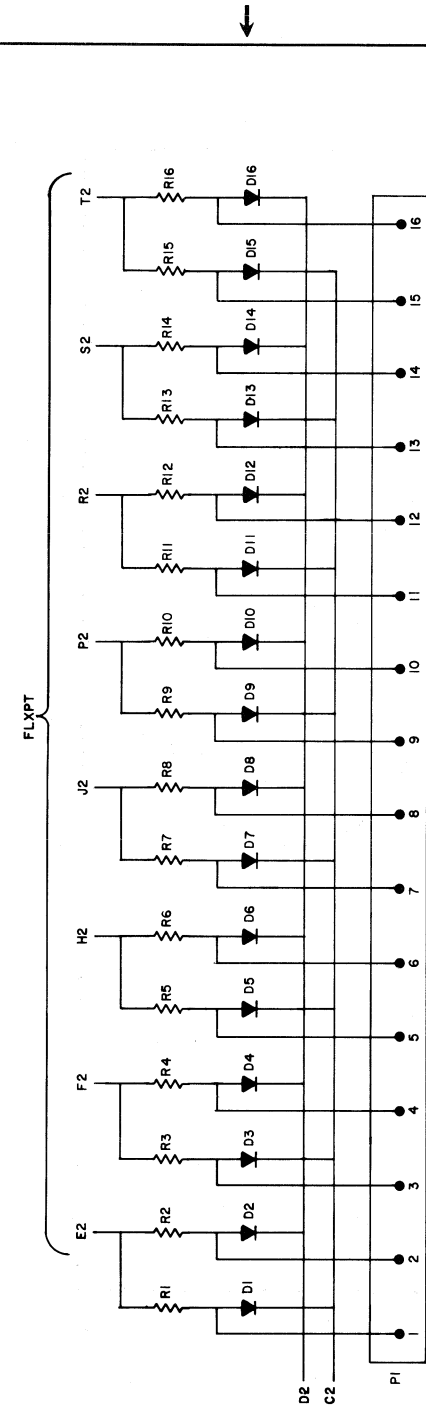 FLXPT
E2 F2 H2 J2 P2 R2 S2 T2
R1 R2 R3 R4 R5 R6 R7 R8 R9 R10 R11 R12 R13 R14 R15 R16
D1 D2 D3 D4 D5 D6 D7 D8 D9 D10 D11 D12 D13 D14 D15 D16
D2
C2
P1
1 2 3 4 5 6 7 8 9 10 11 12 13 14 15 16